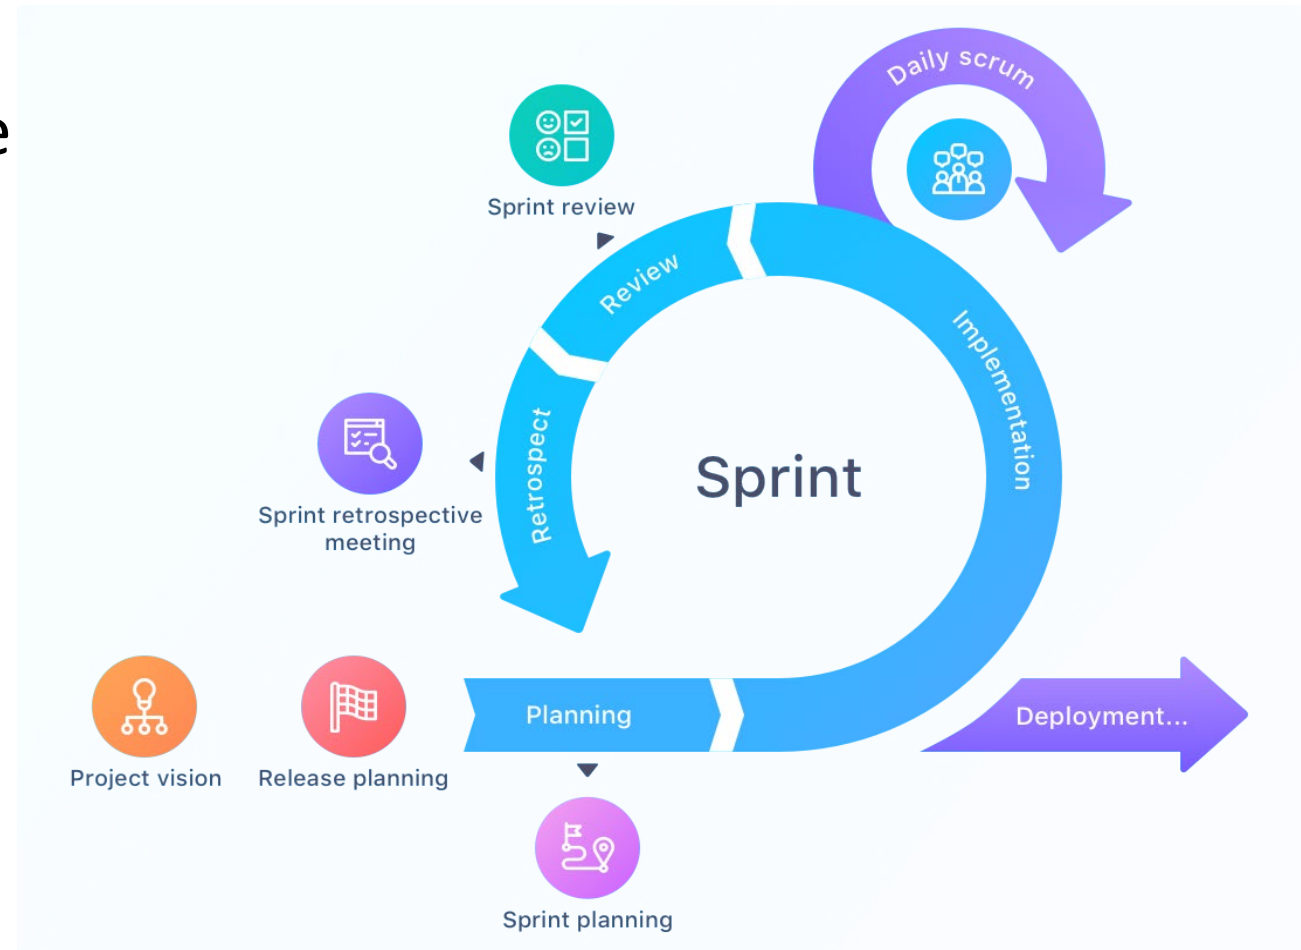 e
Daily scrum
Sprint review
Review
Implementation
Retrospect
Sprint
Sprint retrospective
meeting
Planning
Deployment...
Project vision
Release planning
Sprint planning